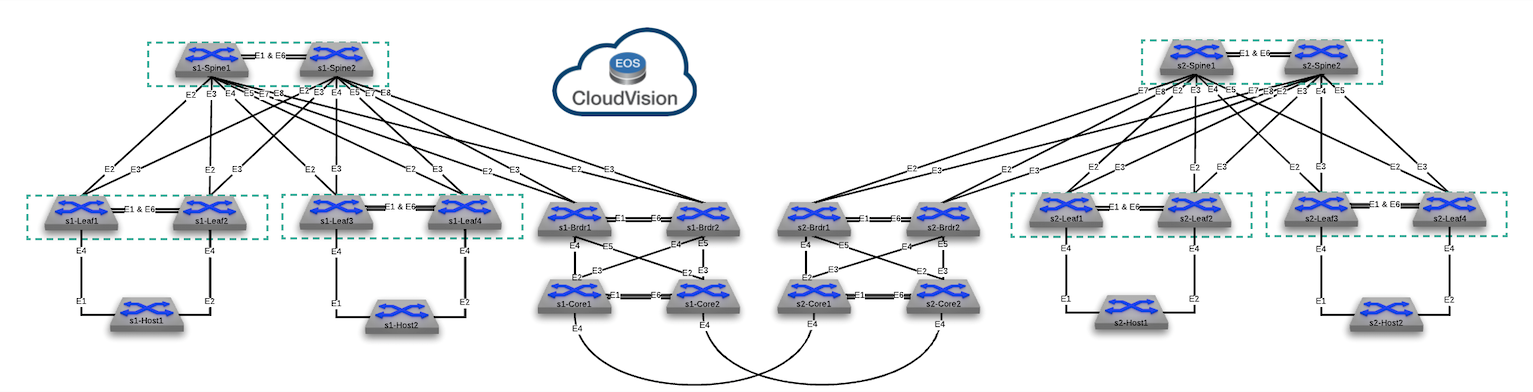 EOS
CloudVision
E1 & E6
E1 & E6
s1-Spine1
s1-Spine2
s2-Spine1
s2-Spine2
E2 E3 E4 E5 E7 E8
E2 E3 E4 E5 E7 E8
E7 E8 E2 E3 E4 E5
E7 E8 E2 E3 E4 E5
E2 E3 E2 E3 E2 E3 E2 E3 E2 E3 E2 E3
E2 E3 E2 E3 E2 E3 E2 E3 E2 E3 E2 E3
E1 & E6
E1 & E6
E1 & E6
E1 & E6
s1-Leaf1
s1-Leaf2
s1-Leaf3
s1-Leaf4
E1 E6
E1 E6
s1-Brdr1
s1-Brdr2
s2-Brdr1
s2-Brdr2
s2-Leaf1
s2-Leaf2
s2-Leaf3
s2-Leaf4
E4 E4 E4 E4
E4 E5 E4 E5
E4 E5 E4 E5
E4 E4 E4 E4
E2 E3 E2 E3
E2 E3 E2 E3
E1 E2 E1 E2
E1 E6
E1 E6
E1 E2 E1 E2
s1-Host1
s1-Host2
s1-Core1
s1-Core2
s2-Core1
s2-Core2
s2-Host1
s2-Host2
E4 E4 E4 E4